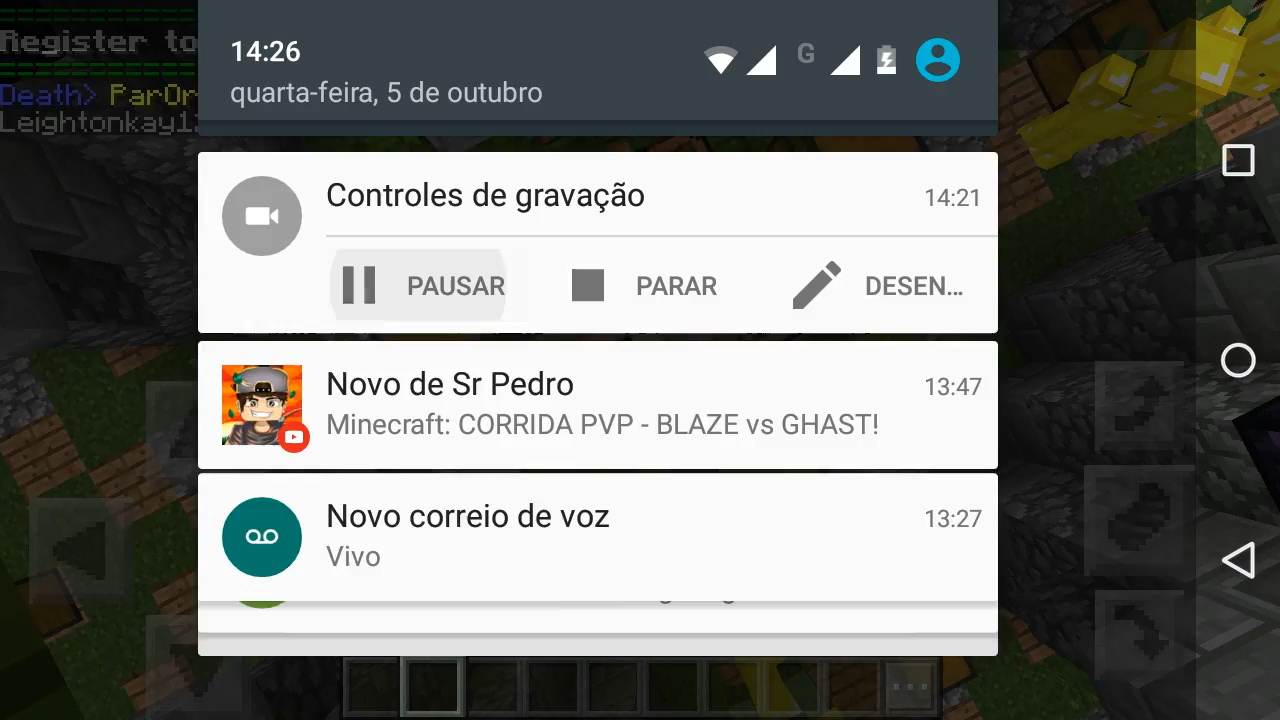 Register to
Death> ParOr
Leightonkay1
14:26
G
quarta-feira, 5 de outubro
Controles de gravação
14:21
PAUSAR
PARAR
DESEN...
Novo de Sr Pedro
13:47
Minecraft: CORRIDA PVP - BLAZE vs GHAST!
Novo correio de voz
13:27
Vivo